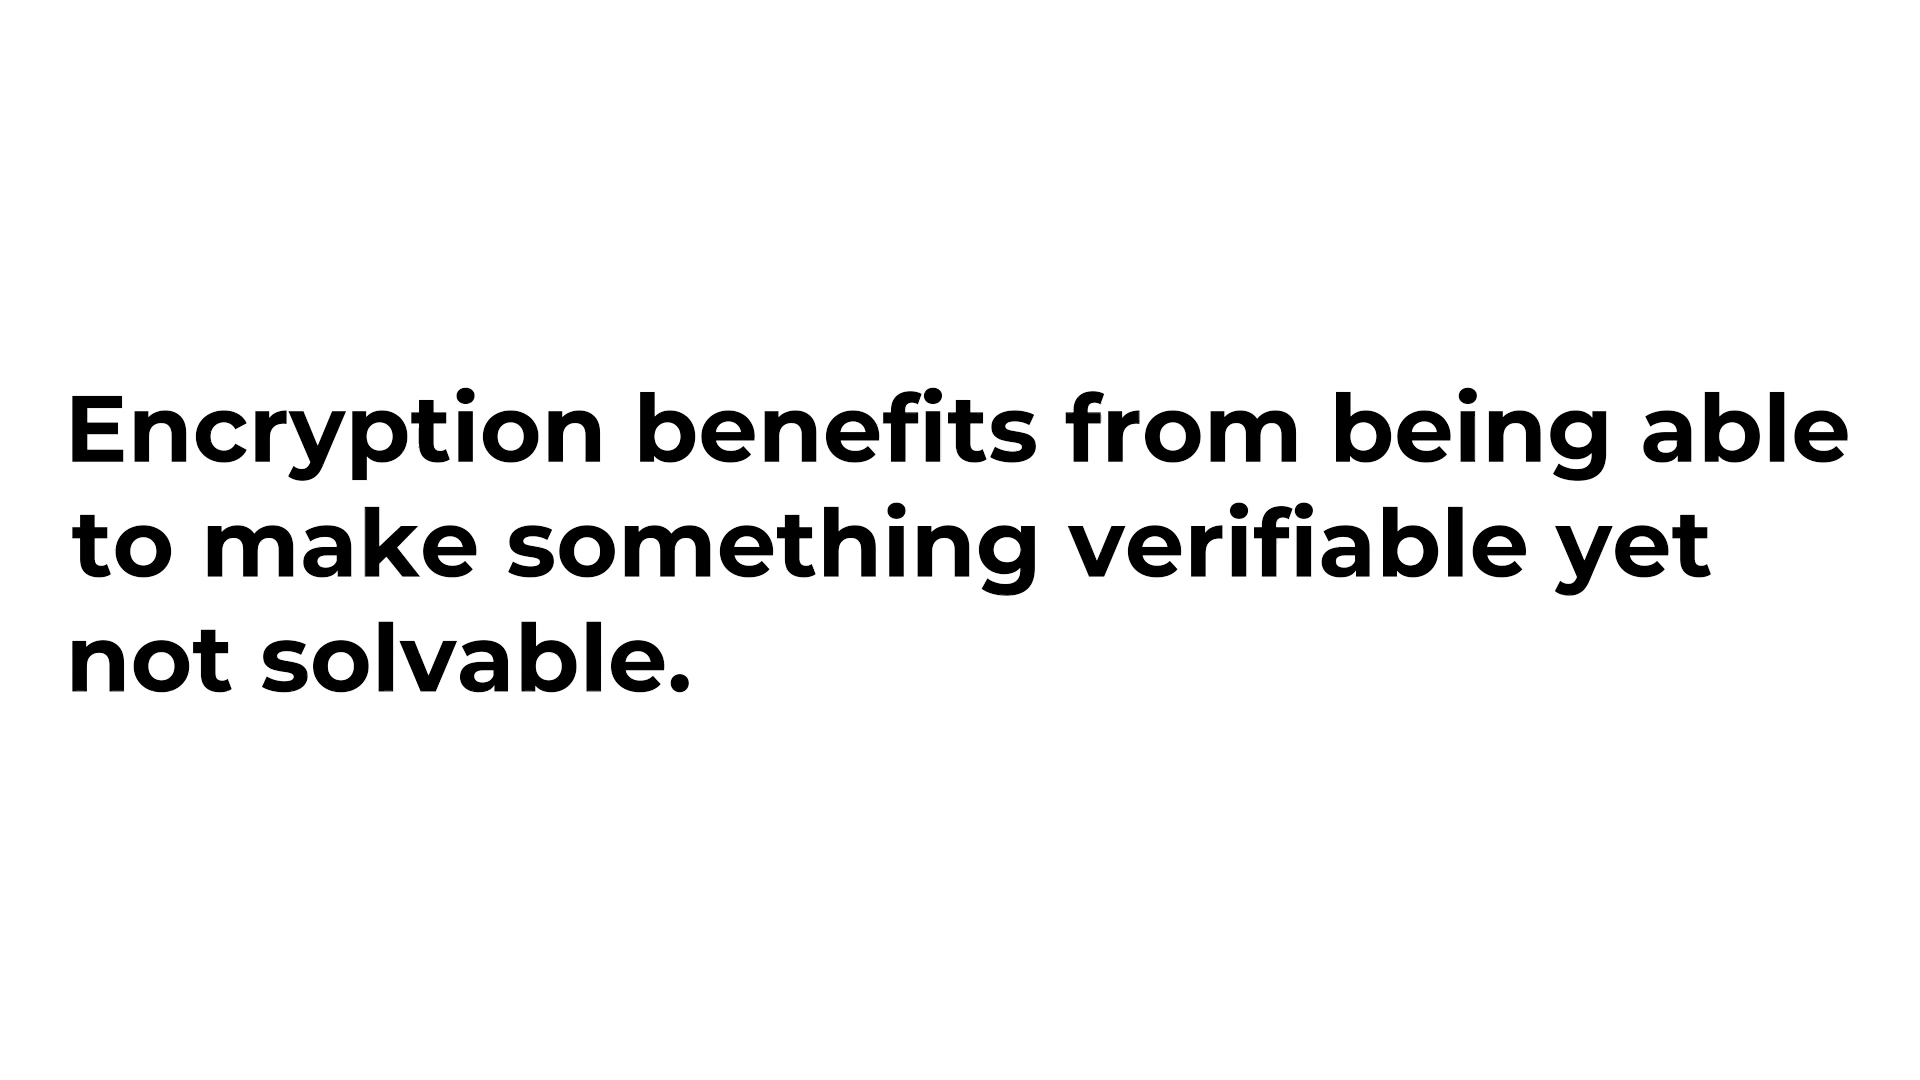 Encryption benefits from being able
to make something verifiable yet
not solvable.